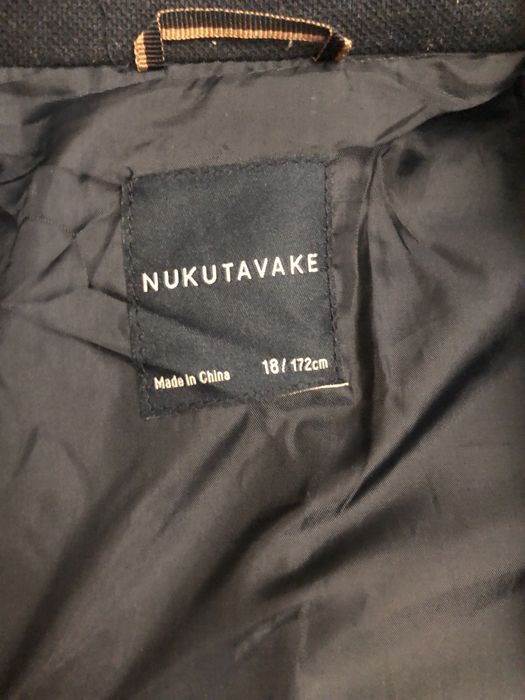 NUKUTAVAKE
Made in China 18 / 172cm